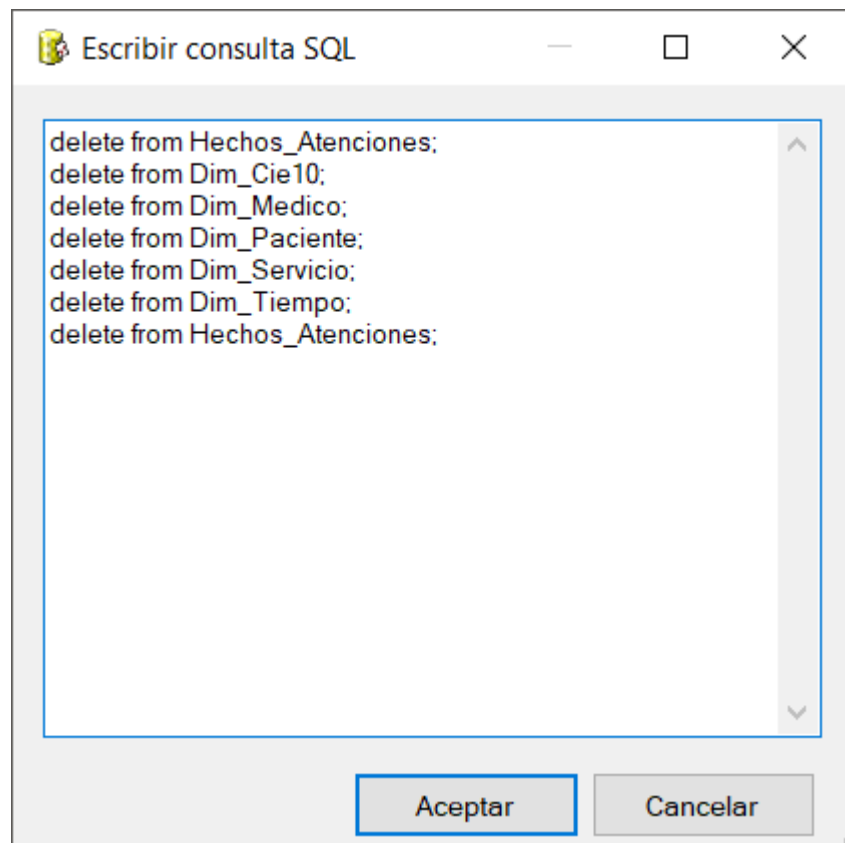 Escribir consulta SQL
delete from Hechos_Atenciones;
delete from Dim_Cie10;
delete from Dim_Medico;
delete from Dim_Paciente;
delete from Dim_Servicio;
delete from Dim_Tiempo;
delete from Hechos_Atenciones;
Aceptar Cancelar